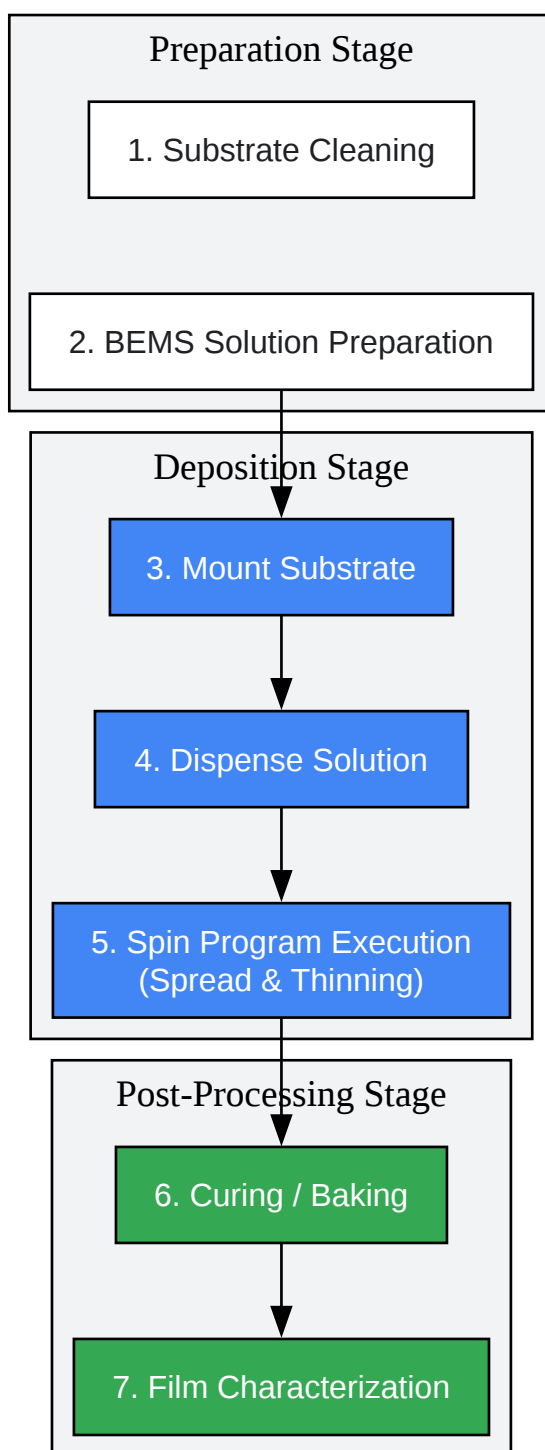 Preparation Stage
1. Substrate Cleaning
2. BEMS Solution Preparation
Deposition Stage
3. Mount Substrate
4. Dispense Solution
5. Spin Program Execution
(Spread & Thinning)
Post-Processing Stage
6. Curing / Baking
7. Film Characterization